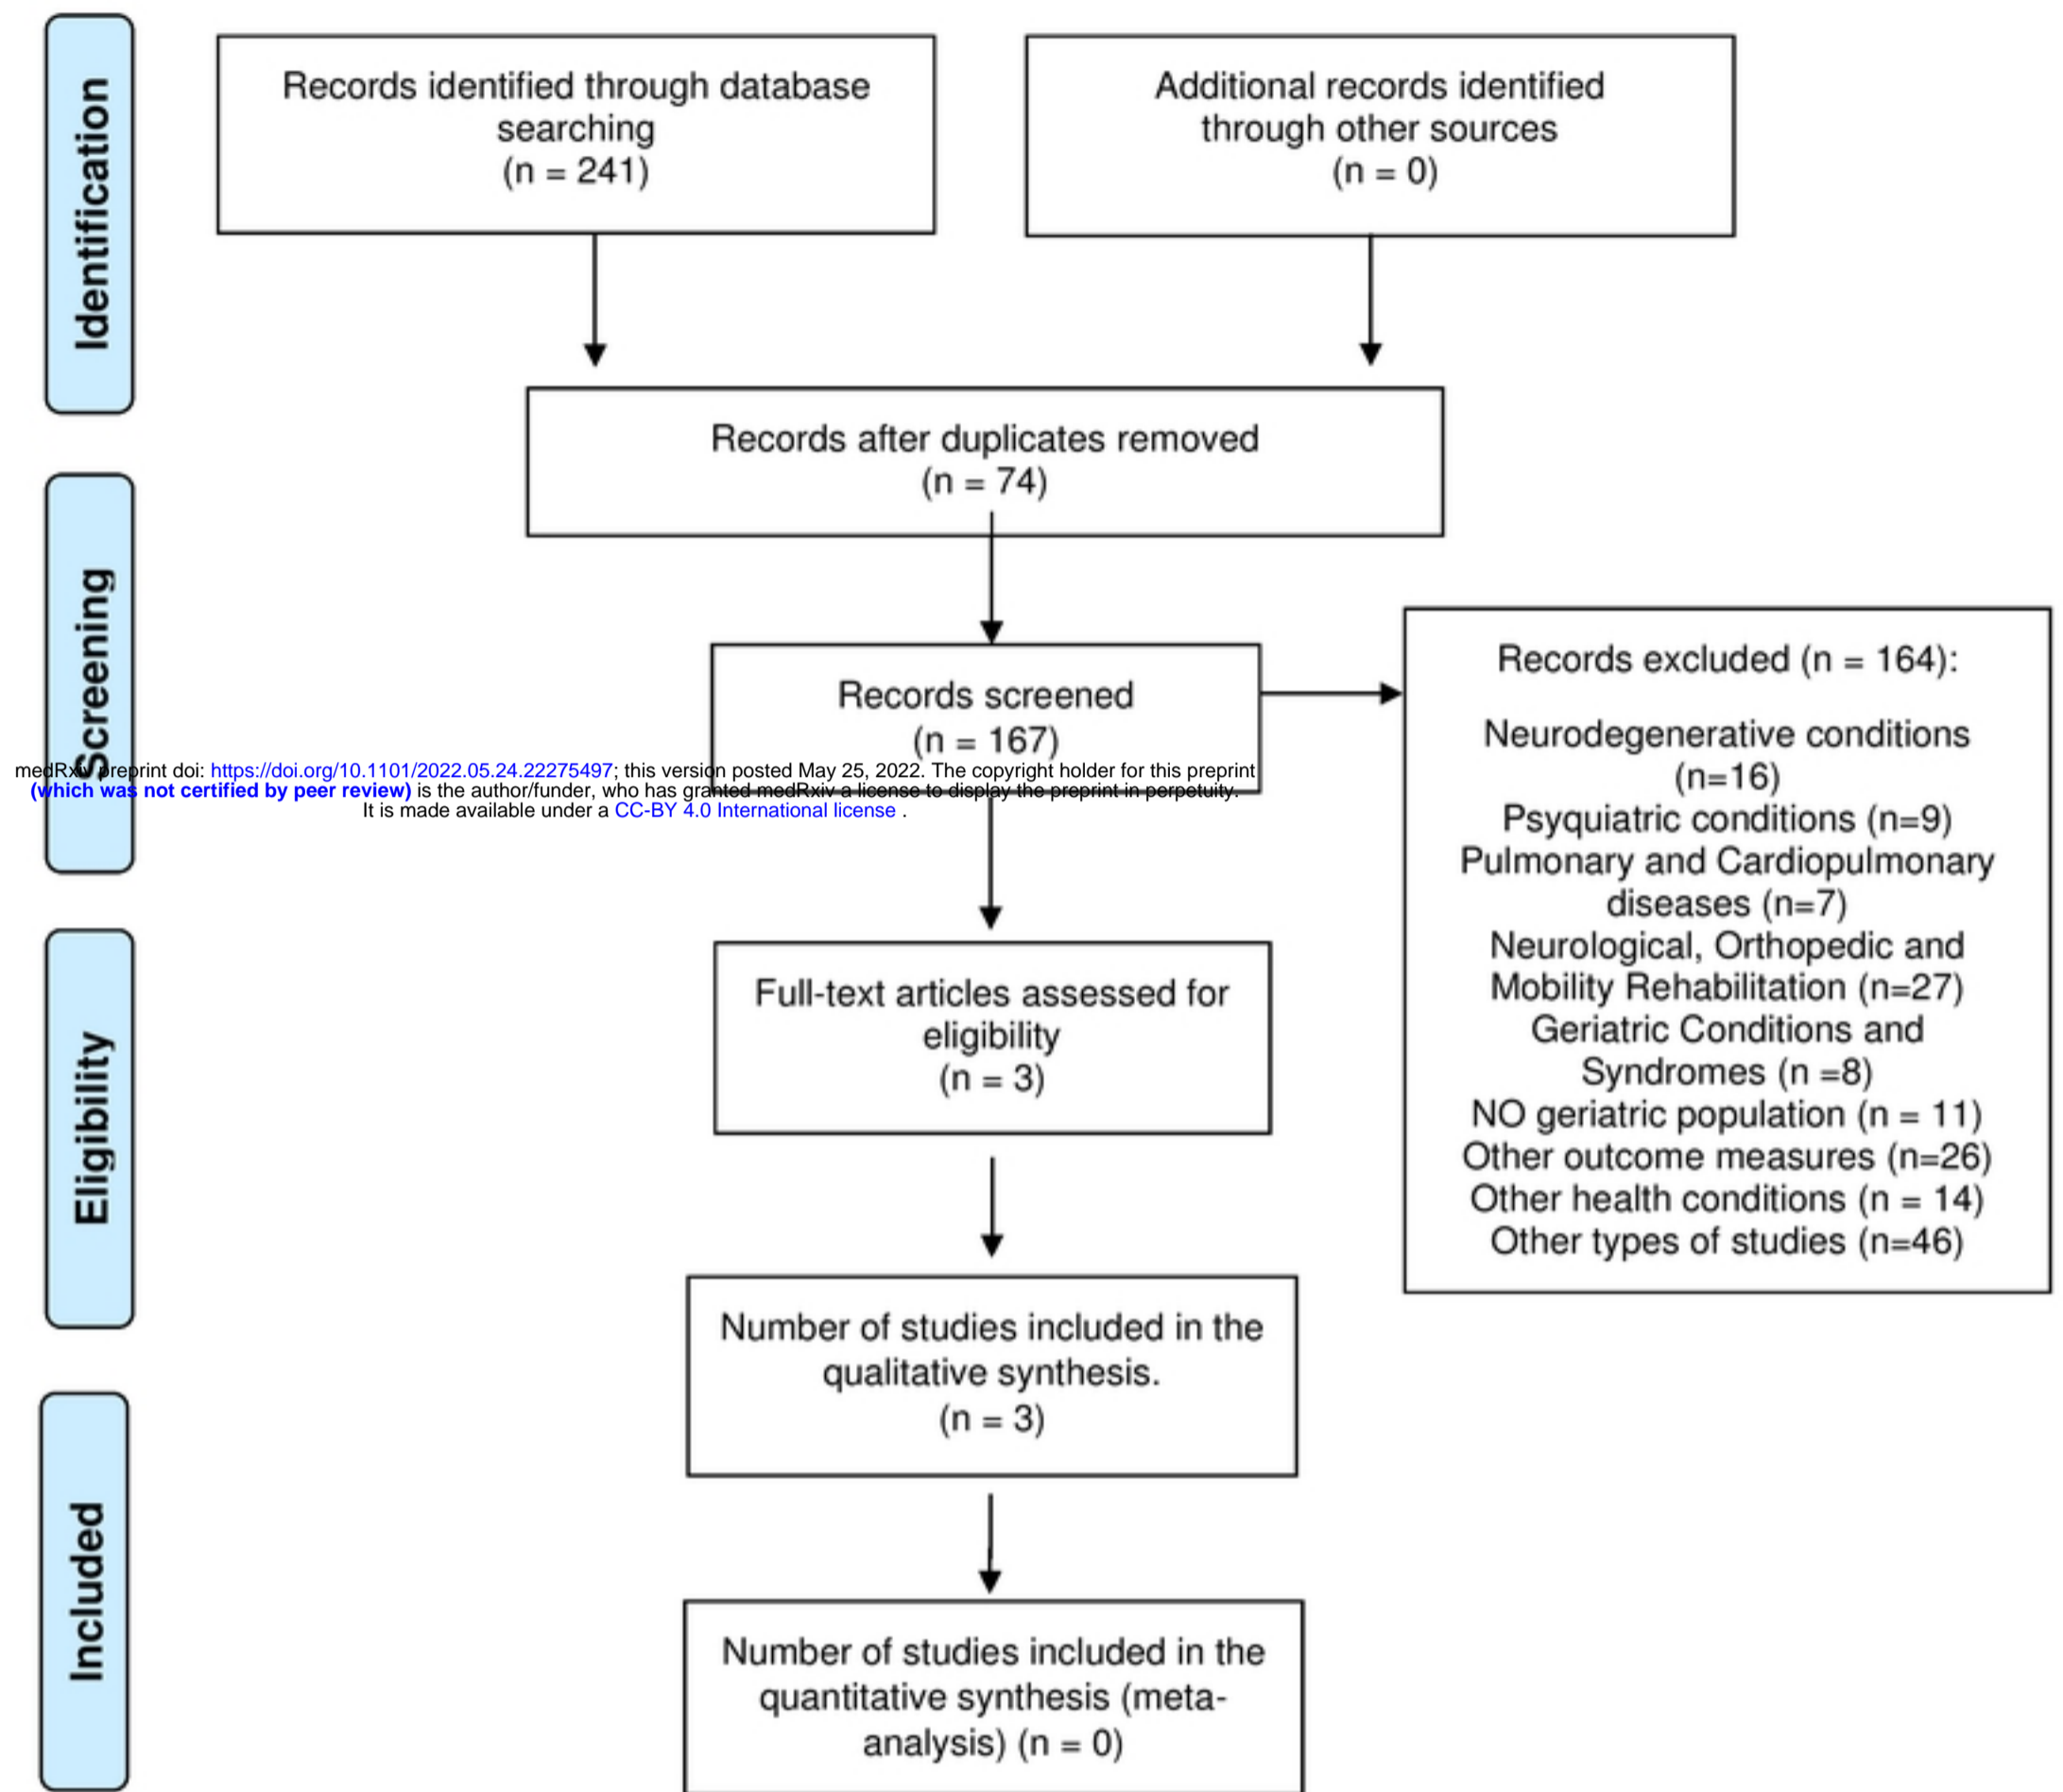 Identification
Records identified through database
searching
(n = 241)
Additional records identified
through other sources
(n = 0)
Records after duplicates removed
(n = 74)
Screening
Records screened
(n = 167)
Records excluded (n = 164):
Neurodegenerative conditions
(n=16)
Psyquiatric conditions (n=9)
Pulmonary and Cardiopulmonary
diseases (n=7)
Neurological, Orthopedic and
Mobility Rehabilitation (n=27)
Geriatric Conditions and
Syndromes (n =8)
NO geriatric population (n = 11)
Other outcome measures (n=26)
Other health conditions (n = 14)
Other types of studies (n=46)
medRxiv preprint doi: https://doi.org/10.1101/2022.05.24.22275497; this version posted May 25, 2022. The copyright holder for this preprint
(which was not certified by peer review) is the author/funder, who has granted medRxiv a license to display the preprint in perpetuity.
It is made available under a CC-BY 4.0 International license .
Eligibility
Full-text articles assessed for
eligibility
(n = 3)
Number of studies included in the
qualitative synthesis.
(n = 3)
Included
Number of studies included in the
quantitative synthesis (meta-
analysis) (n = 0)